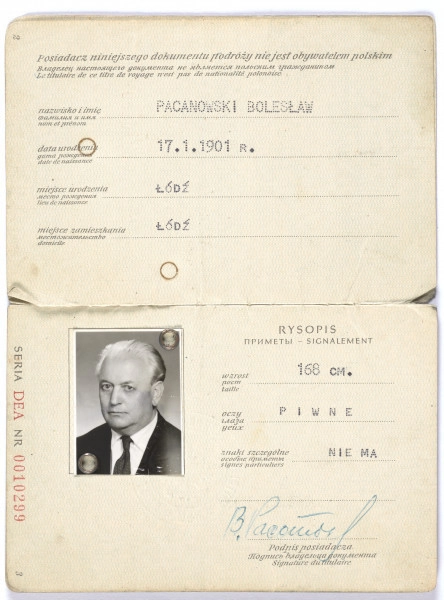 Posiadacz niniejszego dokumentu podróży nie jest obywatelem polskim
Владелец настоящего документа не является польским гражданином
Le titulaire de ce titre de voyage n'est pas de nationalité polonaise
nazwisko i imię PACANOWSKI BOLESŁAW
фамилия и имя
nom et prénom
data urodzenia 17.1.1901 R.
дата рождения
date de naissance
miejsce urodzenia ŁÓDŹ
место рождения
lieu de naissance
miejsce zamieszkania ŁÓDŹ
местожительство
domicile
RYSOPIS
ПРИМЕТЫ – SIGNALEMENT
wzrost 168 CM.
рост
taille
oczy PIWNE
глаза
yeux
znaki szczególne NIE MA
особые приметы
signes particuliers
Podpis posiadacza
Подпись владельца документа
Signature du titulaire
SERIA DEA NR 0010299